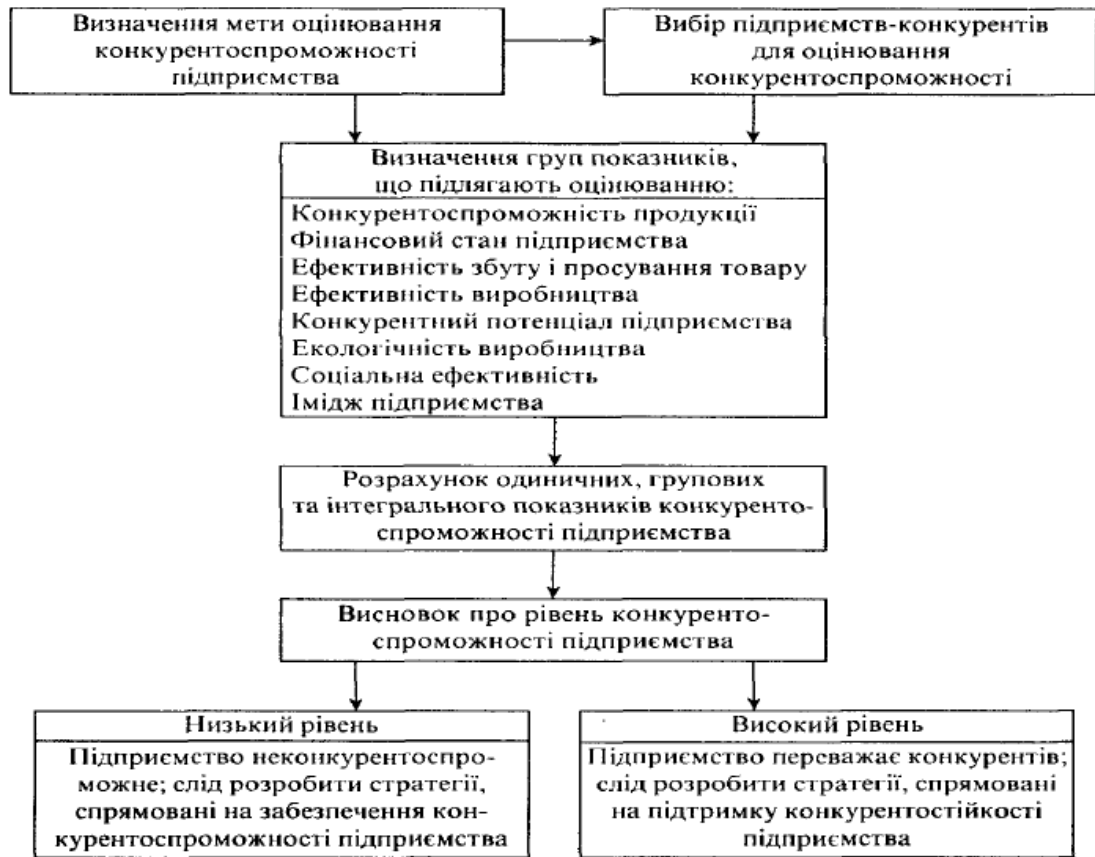 Визначення мети оцінювання
конкурентоспроможності
підприємства
Вибір підприємств-конкурентів
для оцінювання
конкурентоспроможності
Визначення груп показників,
що підлягають оцінюванню:
Конкурентоспроможність продукції
Фінансовий стан підприємства
Ефективність збуту і просування товару
Ефективність виробництва
Конкурентний потенціал підприємства
Екологічність виробництва
Соціальна ефективність
Імідж підприємства
Розрахунок одиничних, групових
та інтегрального показників конкуренто-
спроможності підприємства
Висновок про рівень конкуренто-
спроможності підприємства
Низький рівень
Підприємство неконкурентоспро-
можне; слід розробити стратегії,
спрямовані на забезпечення кон-
курентоспроможності підприємства
Високий рівень
Підприємство переважає конкурентів;
слід розробити стратегії, спрямовані
на підтримку конкурентостійкості
підприємства